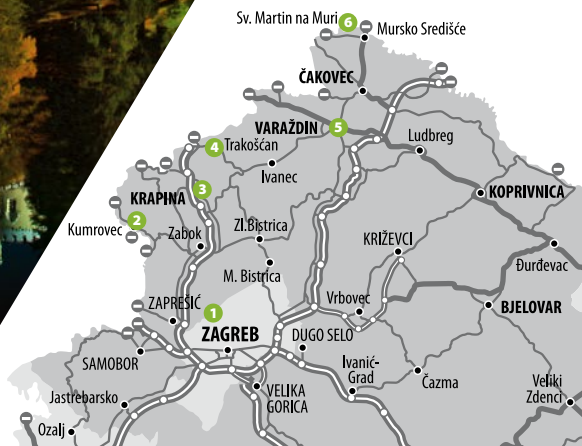 Sv. Martin na Muri 6
Mursko Središće
ČAKOVEC
VARAŽDIN 5
Ludbreg
4 Trakošćan
Ivanec
KRAPINA 3
KOPRIVNICA
2
Kumrovec
Zabok
Zl.Bistrica
KRIŽEVCI
Đurđevac
M. Bistrica
ZAPREŠIĆ
1
Vrbovec
BJELOVAR
ZAGREB
DUGO SELO
SAMOBOR
Ivanić-
Grad
Čazma
Veliki
Zdenci
Jastrebarsko
VELIKA
GORICA
Ozalj